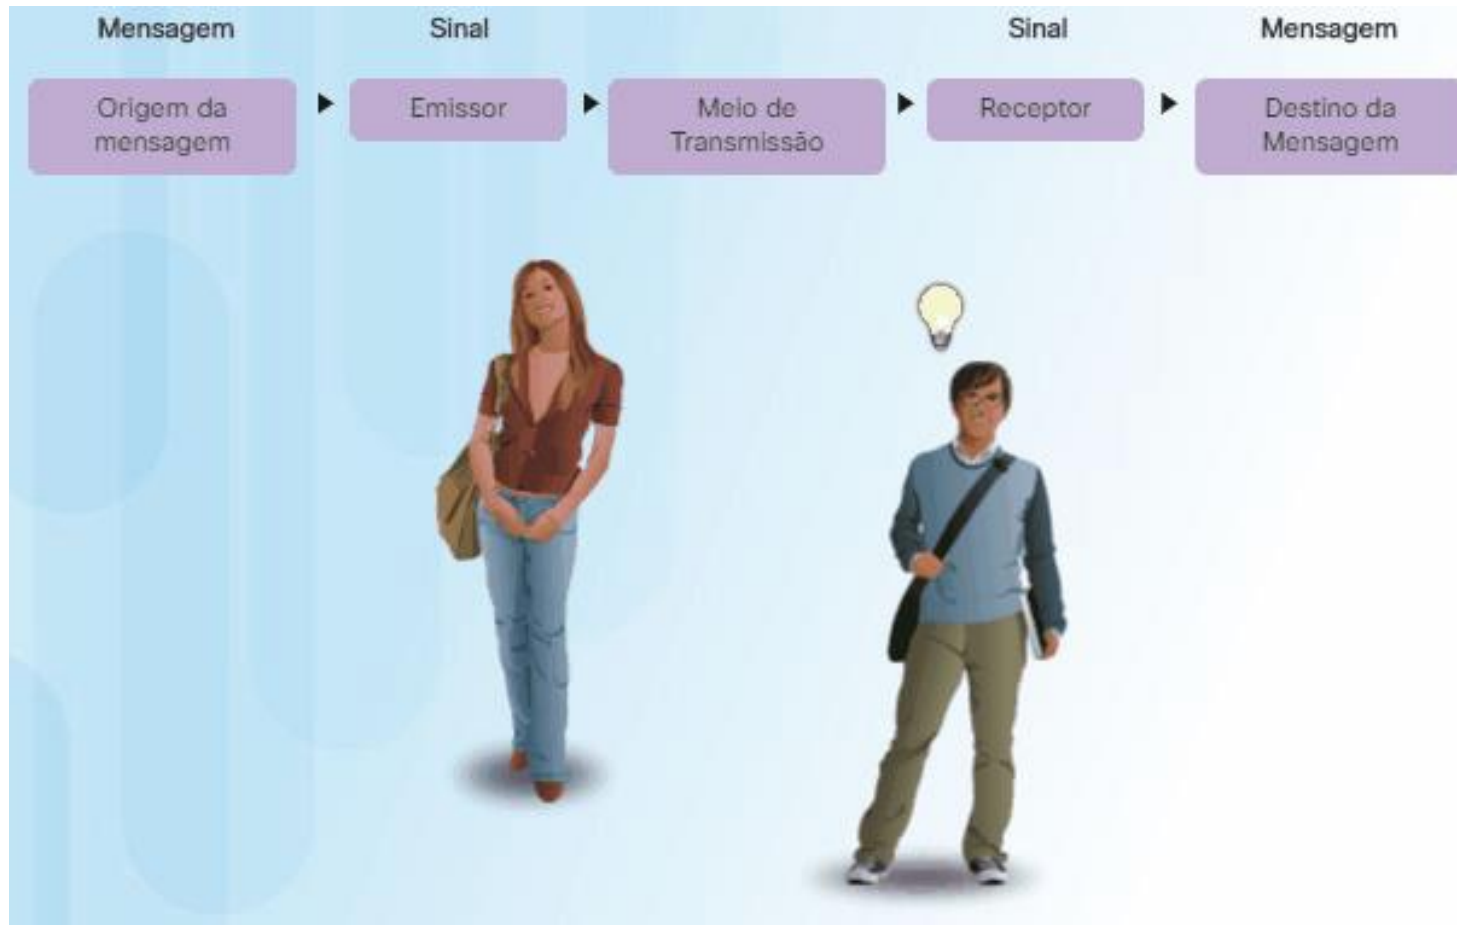 Mensagem
Sinal
Sinal
Mensagem
Origem da
mensagem
Emissor
Meio de
Transmissão
Receptor
Destino da
Mensagem